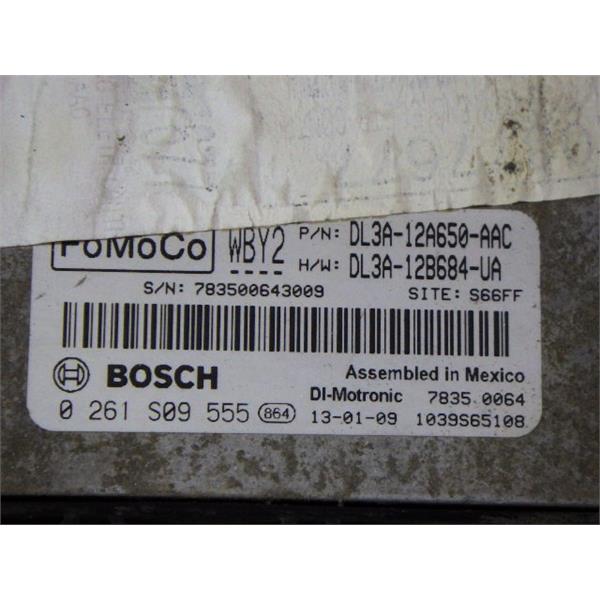 FoMoCo WBY2 P/N: DL3A-12A650-AAC
H/W: DL3A-12B684-UA
S/N: 783500643009 SITE: S66FF
BOSCH Assembled in Mexico
DI-Motronic 7835 0064
0 261 S09 555 864 13-01-09 1039S65108